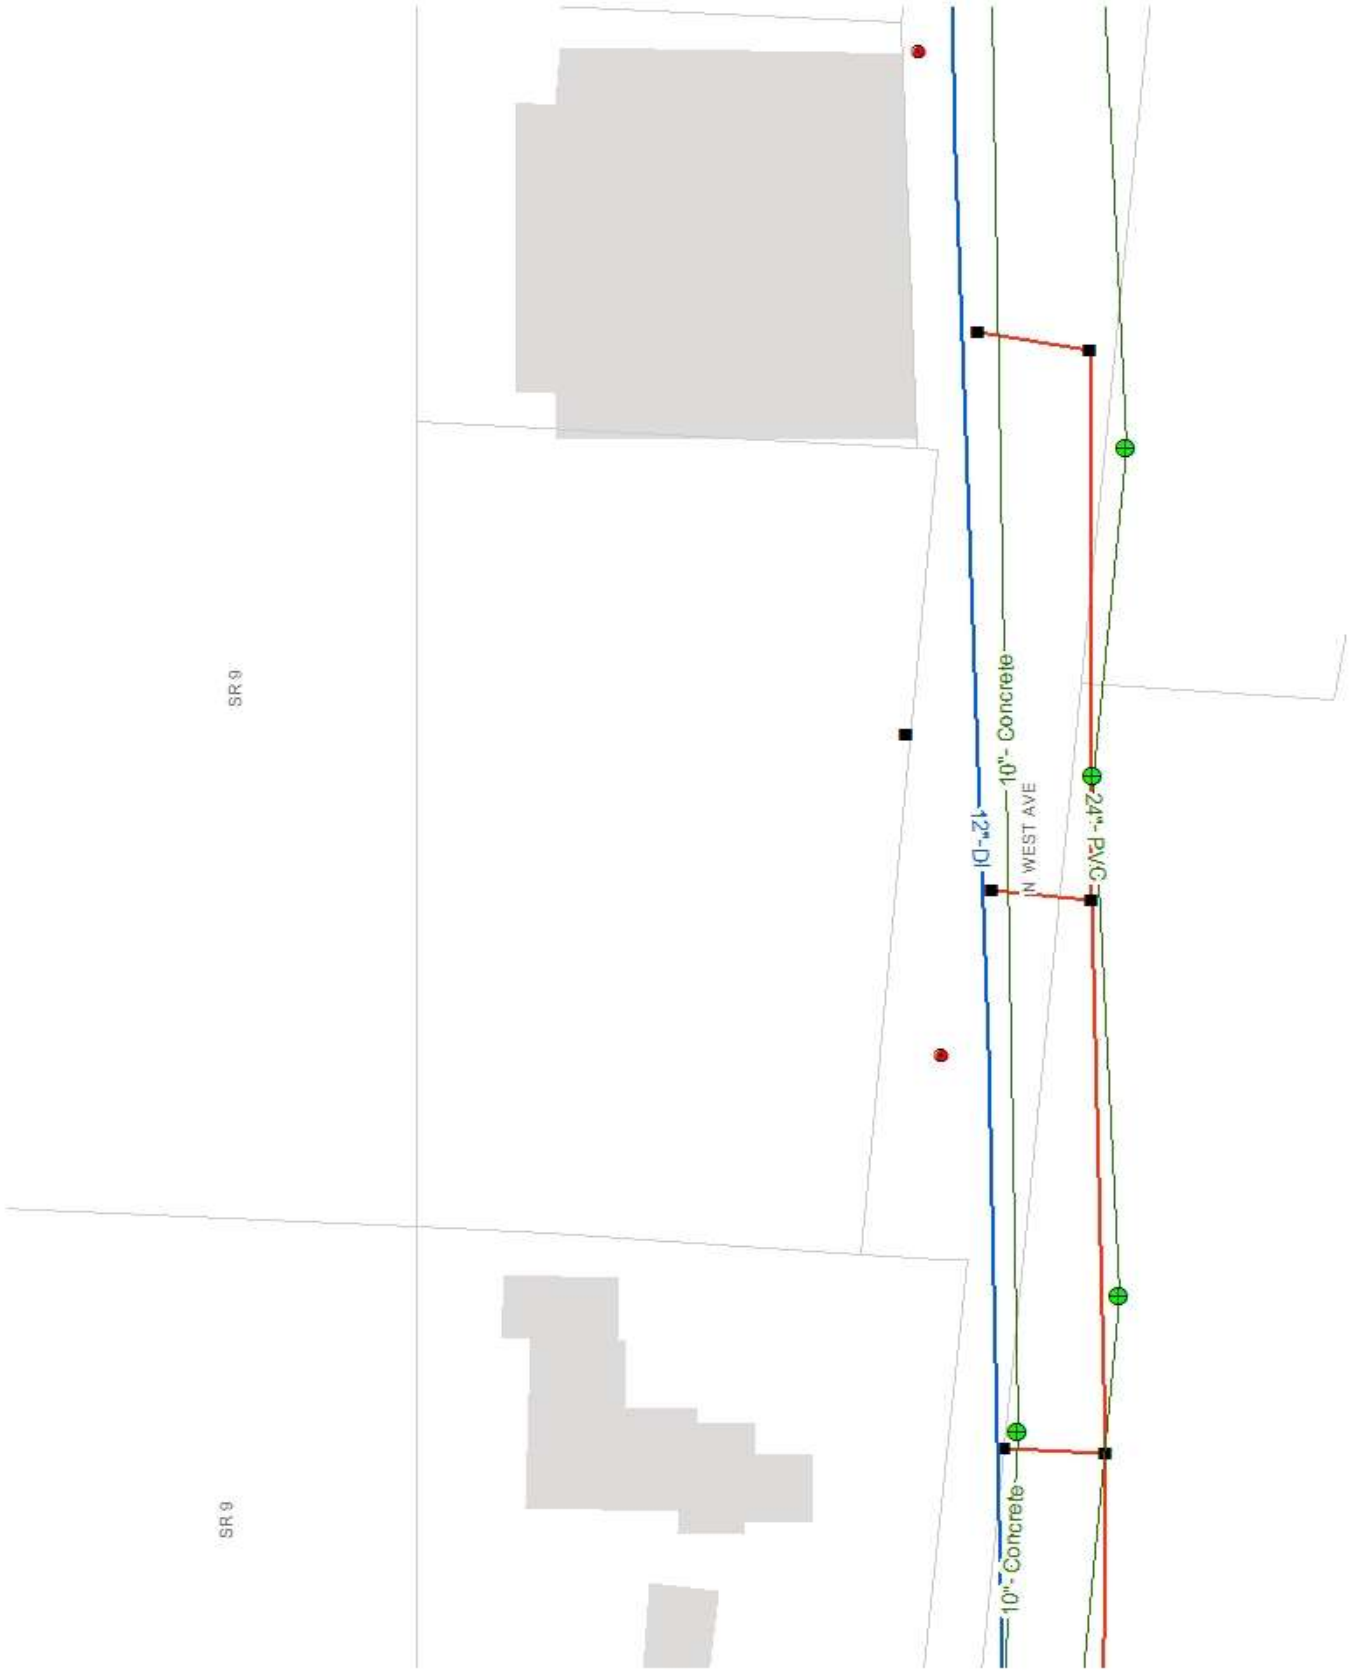 SR 9
10"- Concrete
12"-DI
N WEST AVE
24"- PVC
10"- Concrete
SR 9